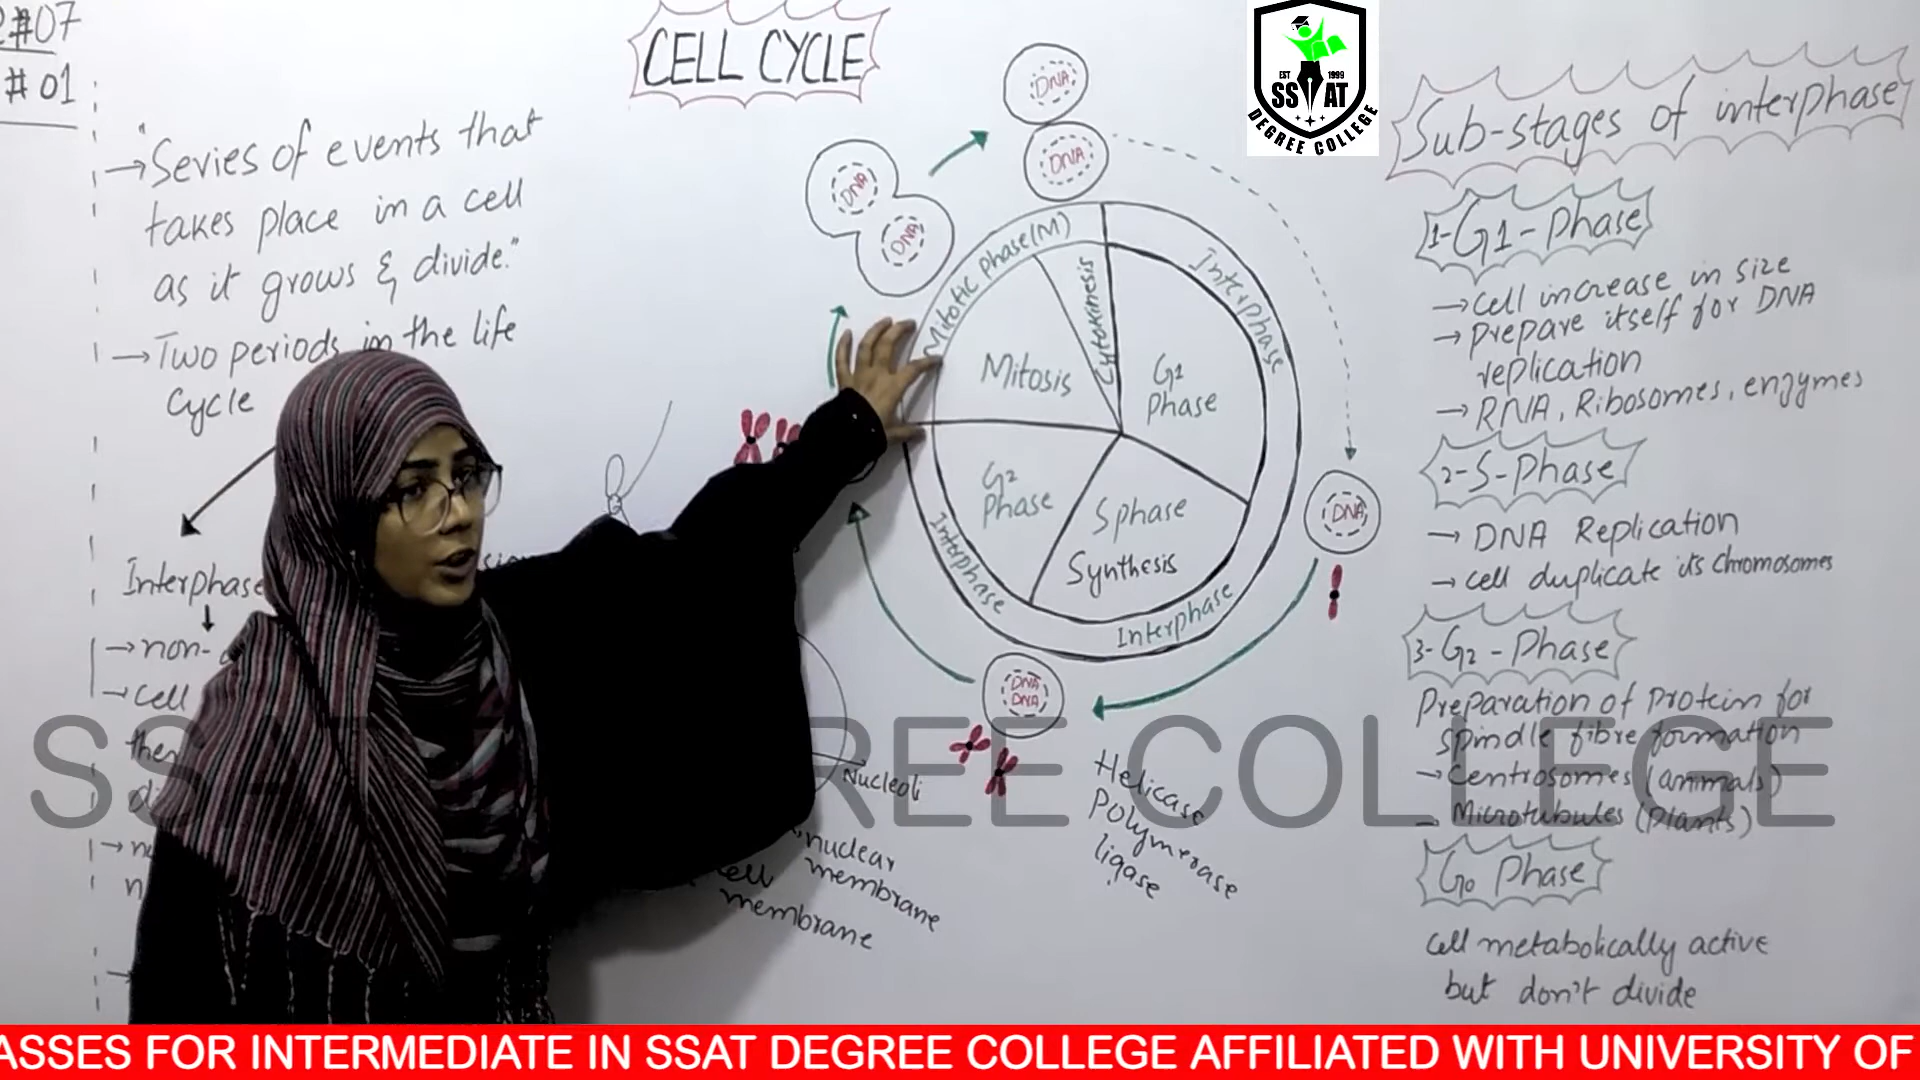 #07
# 01
CELL CYCLE
"
→ Series of events that
takes place in a cell
as it grows & divide."
→ Two periods in the life
Cycle
Interphase
→ non-
→ cell
→
DNA
DNA
DNA
DNA
Mitotic phase (M)
Interphase
Interphase
Interphase
Mitosis
Cytokinesis
G1
Phase
G2
Phase
S phase
Synthesis
DNA
DNA
DNA
Nucleoli
nuclear
membrane
cell
membrane
Helicase
Polymerase
ligase
EST 1999
SSAT
DEGREE COLLEGE
Sub-stages of interphase
1-G1-Phase
→ cell increase in size
→ prepare itself for DNA
replication
→ RNA, Ribosomes, enzymes
2-S-Phase
→ DNA Replication
→ cell duplicate its chromosomes
3-G2-Phase
Preparation of protein for
spindle fibre formation
→ Centrosomes (animals)
→ Microtubules (Plants)
G0 Phase
Cell metabolically active
but don't divide
SSAT DEGREE COLLEGE
ASSES FOR INTERMEDIATE IN SSAT DEGREE COLLEGE AFFILIATED WITH UNIVERSITY OF